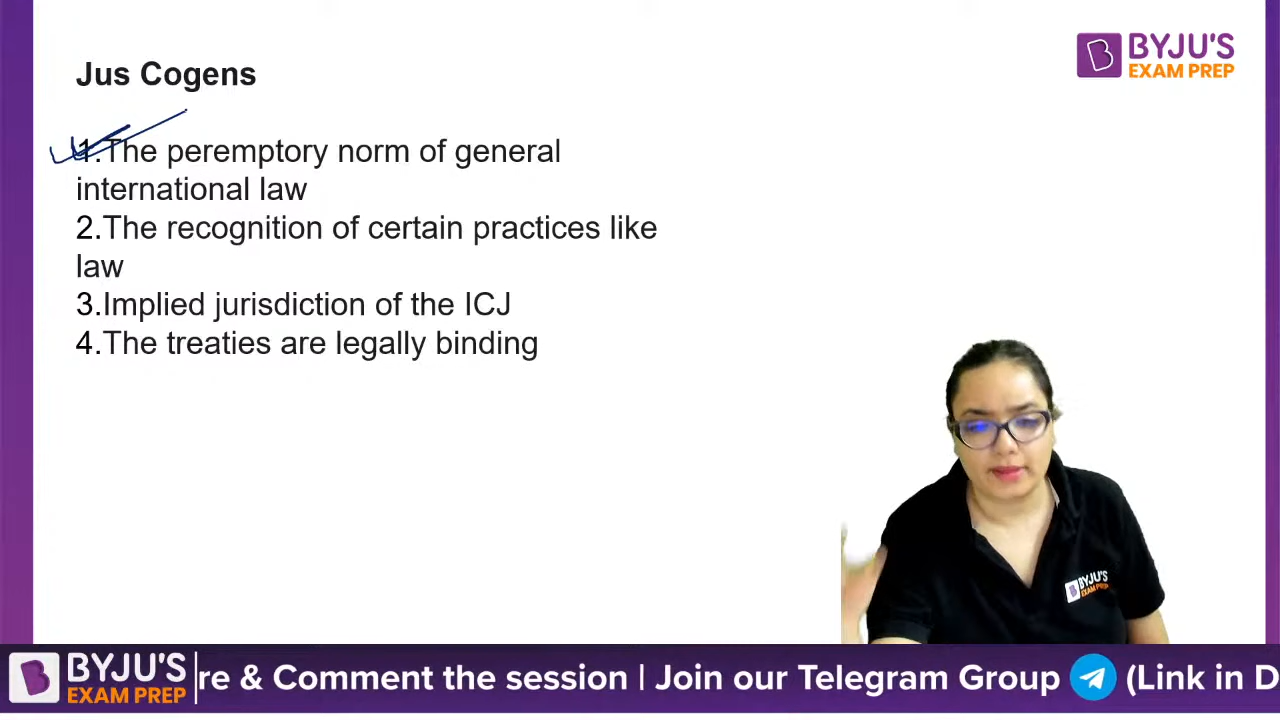 BYJU'S
EXAM PREP
Jus Cogens
1.The peremptory norm of general
international law
2.The recognition of certain practices like
law
3.Implied jurisdiction of the ICJ
4.The treaties are legally binding
BYJU'S
EXAM PREP
BYJU'S
EXAM PREP
re & Comment the session | Join our Telegram Group (Link in D